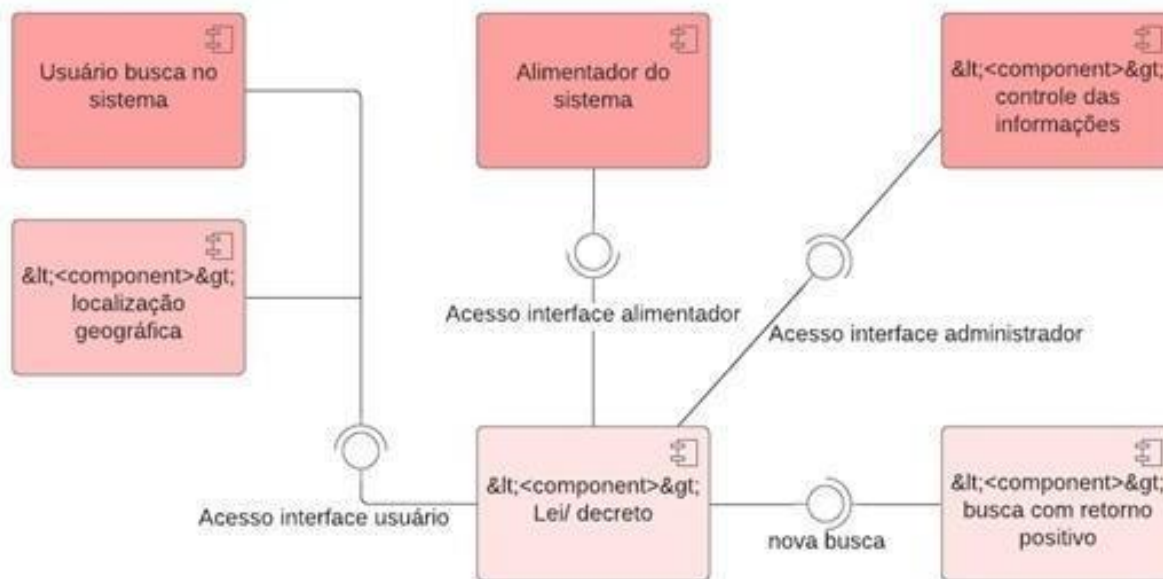 Usuário busca no
sistema
Alimentador do
sistema
&lt;<component>&gt;
controle das
informações
&lt;<component>&gt;
localização
geográfica
Acesso interface alimentador
Acesso interface administrador
Acesso interface usuário
&lt;<component>&gt;
Lei/ decreto
nova busca
&lt;<component>&gt;
busca com retorno
positivo